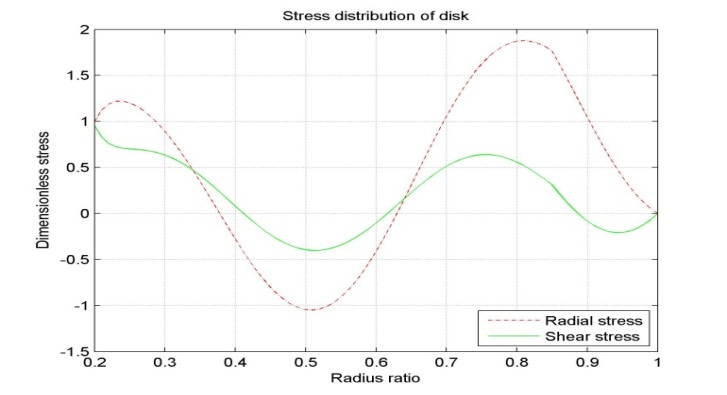 Stress distribution of disk
Dimensionless stress
2
1.5
1
0.5
0
-0.5
-1
-1.5
Radial stress
Shear stress
0.2 0.3 0.4 0.5 0.6 0.7 0.8 0.9 1
Radius ratio